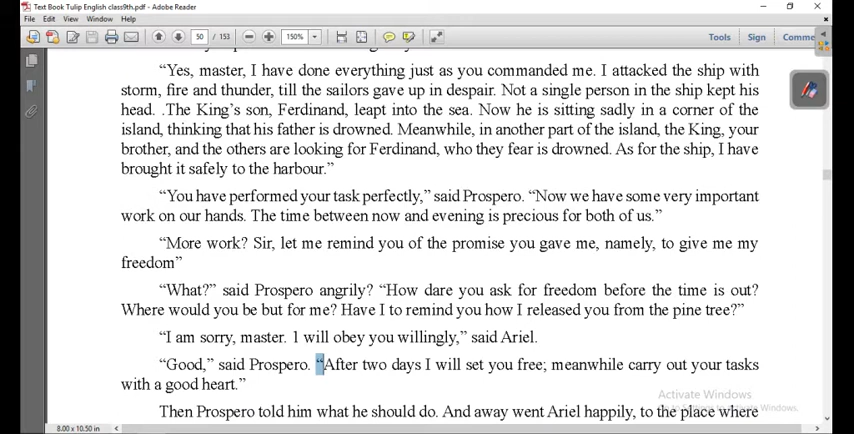 Text Book Tulip English class9th.pdf - Adobe Reader
File Edit View Window Help
50 / 153 150% Tools Sign Comme
“Yes, master, I have done everything just as you commanded me. I attacked the ship with
storm, fire and thunder, till the sailors gave up in despair. Not a single person in the ship kept his
head. .The King’s son, Ferdinand, leapt into the sea. Now he is sitting sadly in a corner of the
island, thinking that his father is drowned. Meanwhile, in another part of the island, the King, your
brother, and the others are looking for Ferdinand, who they fear is drowned. As for the ship, I have
brought it safely to the harbour.”
“You have performed your task perfectly,” said Prospero. “Now we have some very important
work on our hands. The time between now and evening is precious for both of us.”
“More work? Sir, let me remind you of the promise you gave me, namely, to give me my
freedom”
“What?” said Prospero angrily? “How dare you ask for freedom before the time is out?
Where would you be but for me? Have I to remind you how I released you from the pine tree?”
“I am sorry, master. 1 will obey you willingly,” said Ariel.
“Good,” said Prospero. “After two days I will set you free; meanwhile carry out your tasks
with a good heart.”
Activate Windows
Then Prospero told him what he should do. And away went Ariel happily, to the place where
8.00 x 10.50 in